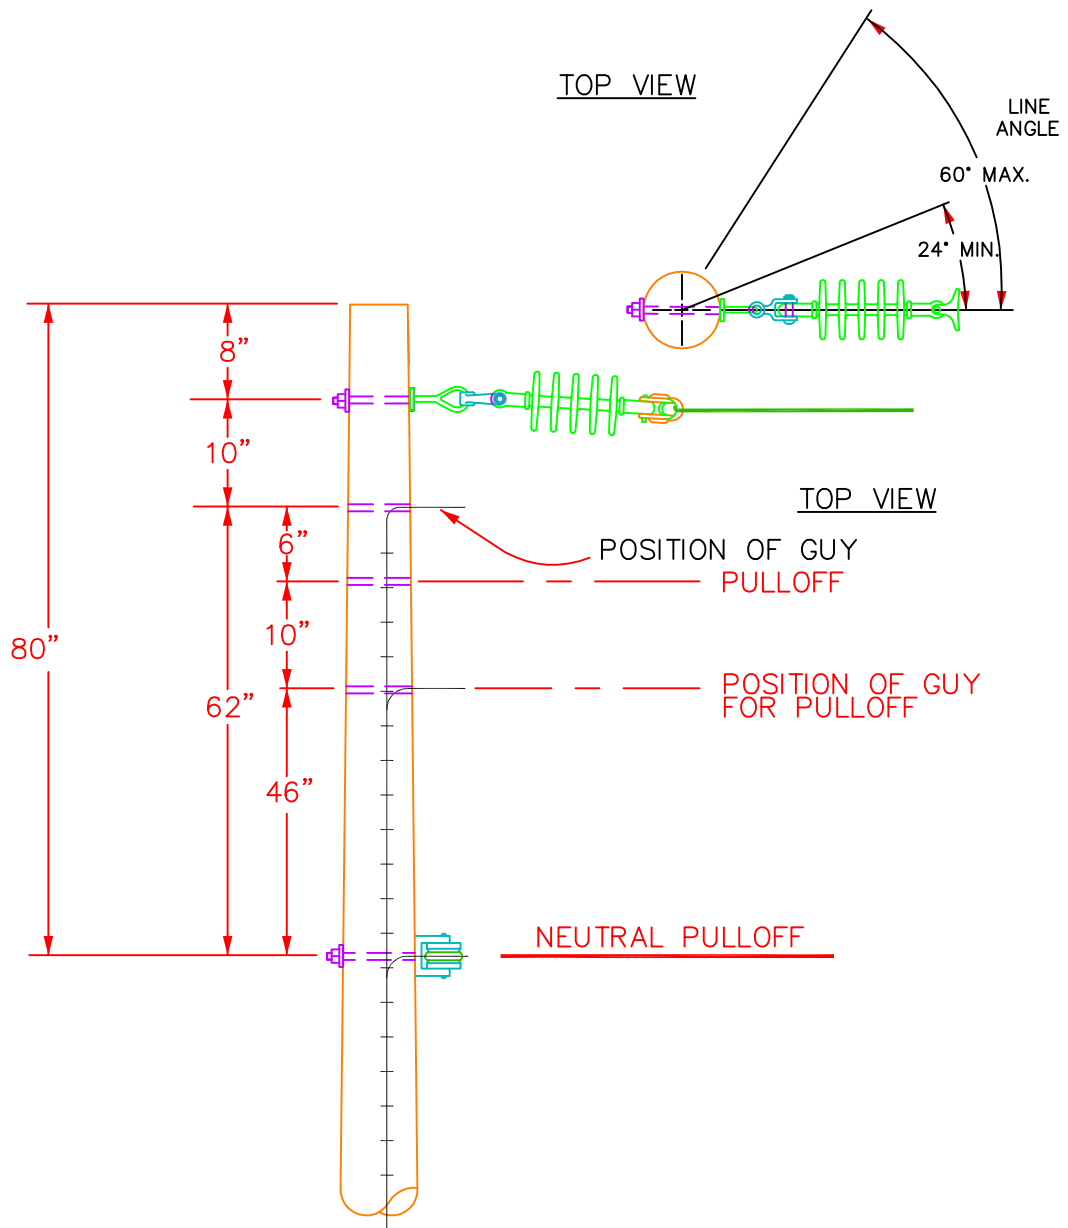 TOP VIEW
LINE
ANGLE
60° MAX.
24° MIN.
8"
10"
TOP VIEW
6"
POSITION OF GUY
PULLOFF
10"
80"
62"
POSITION OF GUY
FOR PULLOFF
46"
NEUTRAL PULLOFF